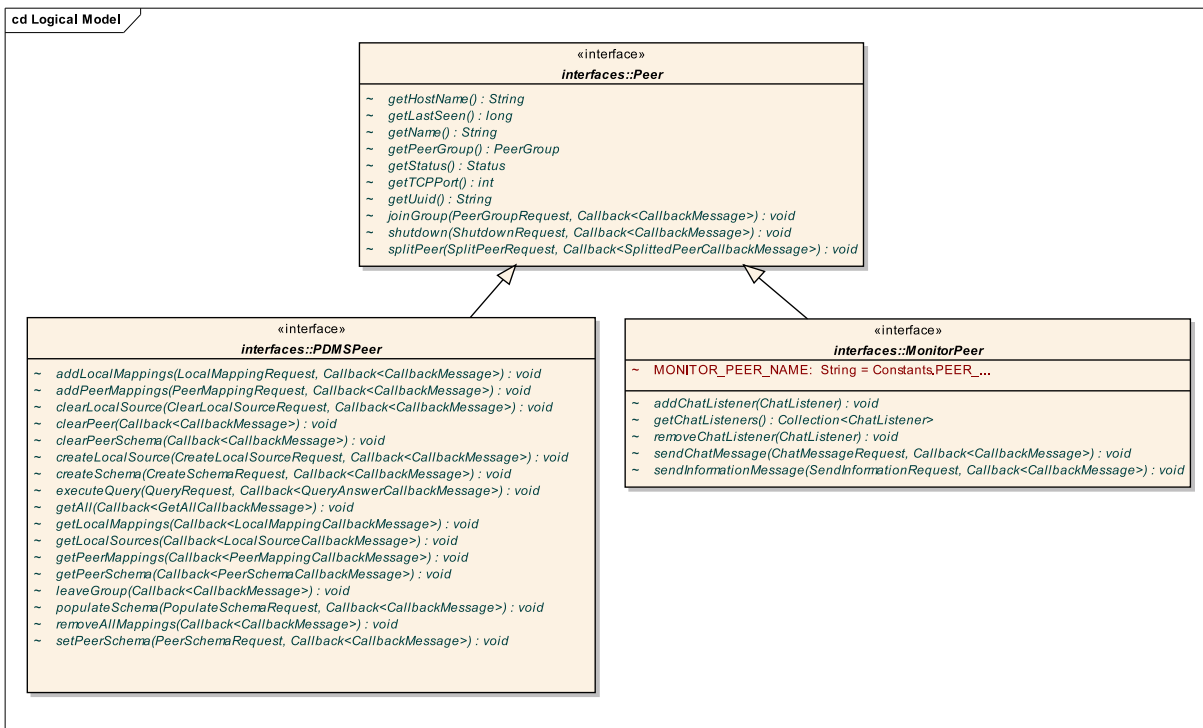 cd Logical Model
«interface»
interfaces::Peer
~ getHostName() : String
~ getLastSeen() : long
~ getName() : String
~ getPeerGroup() : PeerGroup
~ getStatus() : Status
~ getTCPPort() : int
~ getUuid() : String
~ joinGroup(PeerGroupRequest, Callback<CallbackMessage>) : void
~ shutdown(ShutdownRequest, Callback<CallbackMessage>) : void
~ splitPeer(SplitPeerRequest, Callback<SplittedPeerCallbackMessage>) : void
«interface»
interfaces::PDMSPeer
~ addLocalMappings(LocalMappingRequest, Callback<CallbackMessage>) : void
~ addPeerMappings(PeerMappingRequest, Callback<CallbackMessage>) : void
~ clearLocalSource(ClearLocalSourceRequest, Callback<CallbackMessage>) : void
~ clearPeer(Callback<CallbackMessage>) : void
~ clearPeerSchema(Callback<CallbackMessage>) : void
~ createLocalSource(CreateLocalSourceRequest, Callback<CallbackMessage>) : void
~ createSchema(CreateSchemaRequest, Callback<CallbackMessage>) : void
~ executeQuery(QueryRequest, Callback<QueryAnswerCallbackMessage>) : void
~ getAll(Callback<GetAllCallbackMessage>) : void
~ getLocalMappings(Callback<LocalMappingCallbackMessage>) : void
~ getLocalSources(Callback<LocalSourceCallbackMessage>) : void
~ getPeerMappings(Callback<PeerMappingCallbackMessage>) : void
~ getPeerSchema(Callback<PeerSchemaCallbackMessage>) : void
~ leaveGroup(Callback<CallbackMessage>) : void
~ populateSchema(PopulateSchemaRequest, Callback<CallbackMessage>) : void
~ removeAllMappings(Callback<CallbackMessage>) : void
~ setPeerSchema(PeerSchemaRequest, Callback<CallbackMessage>) : void
«interface»
interfaces::MonitorPeer
~ MONITOR_PEER_NAME: String = Constants.PEER_...
~ addChatListener(ChatListener) : void
~ getChatListeners() : Collection<ChatListener>
~ removeChatListener(ChatListener) : void
~ sendChatMessage(ChatMessageRequest, Callback<CallbackMessage>) : void
~ sendInformationMessage(SendInformationRequest, Callback<CallbackMessage>) : void